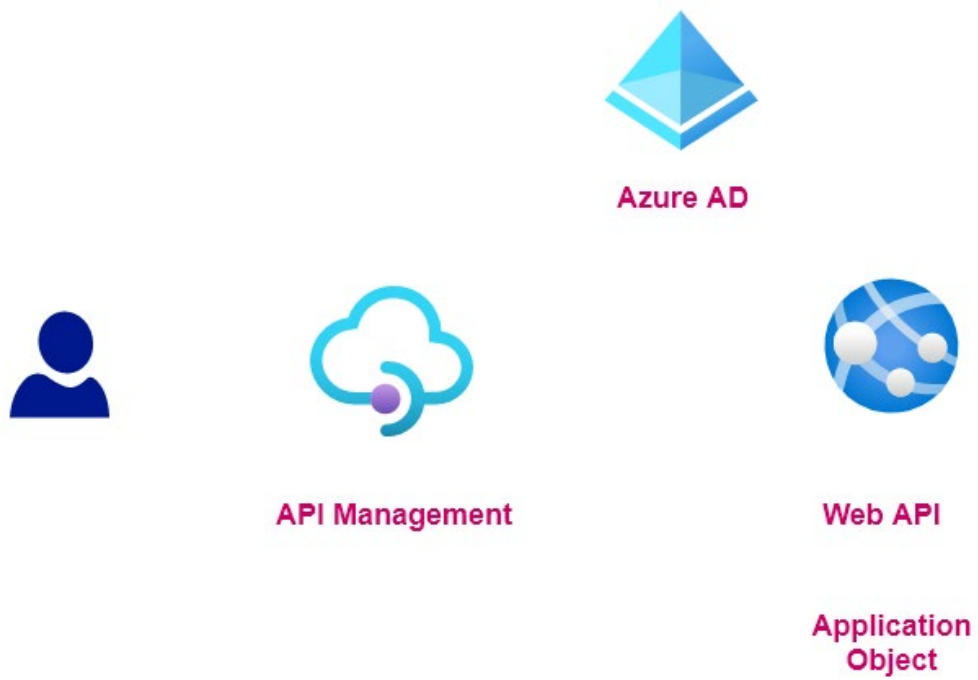 Azure AD
API Management
Web API
Application
Object